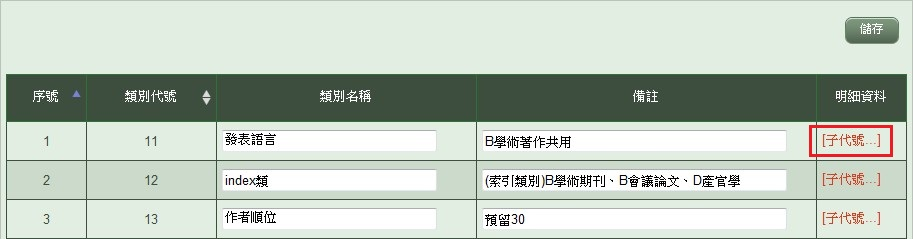 儲存
序號 類別代號 類別名稱 備註 明細資料
1 11 發表語言 B學術著作共用 [子代號...]
2 12 index類 (索引類別)B學術期刊、B會議論文、D產官學 [子代號...]
3 13 作者順位 預留30 [子代號...]